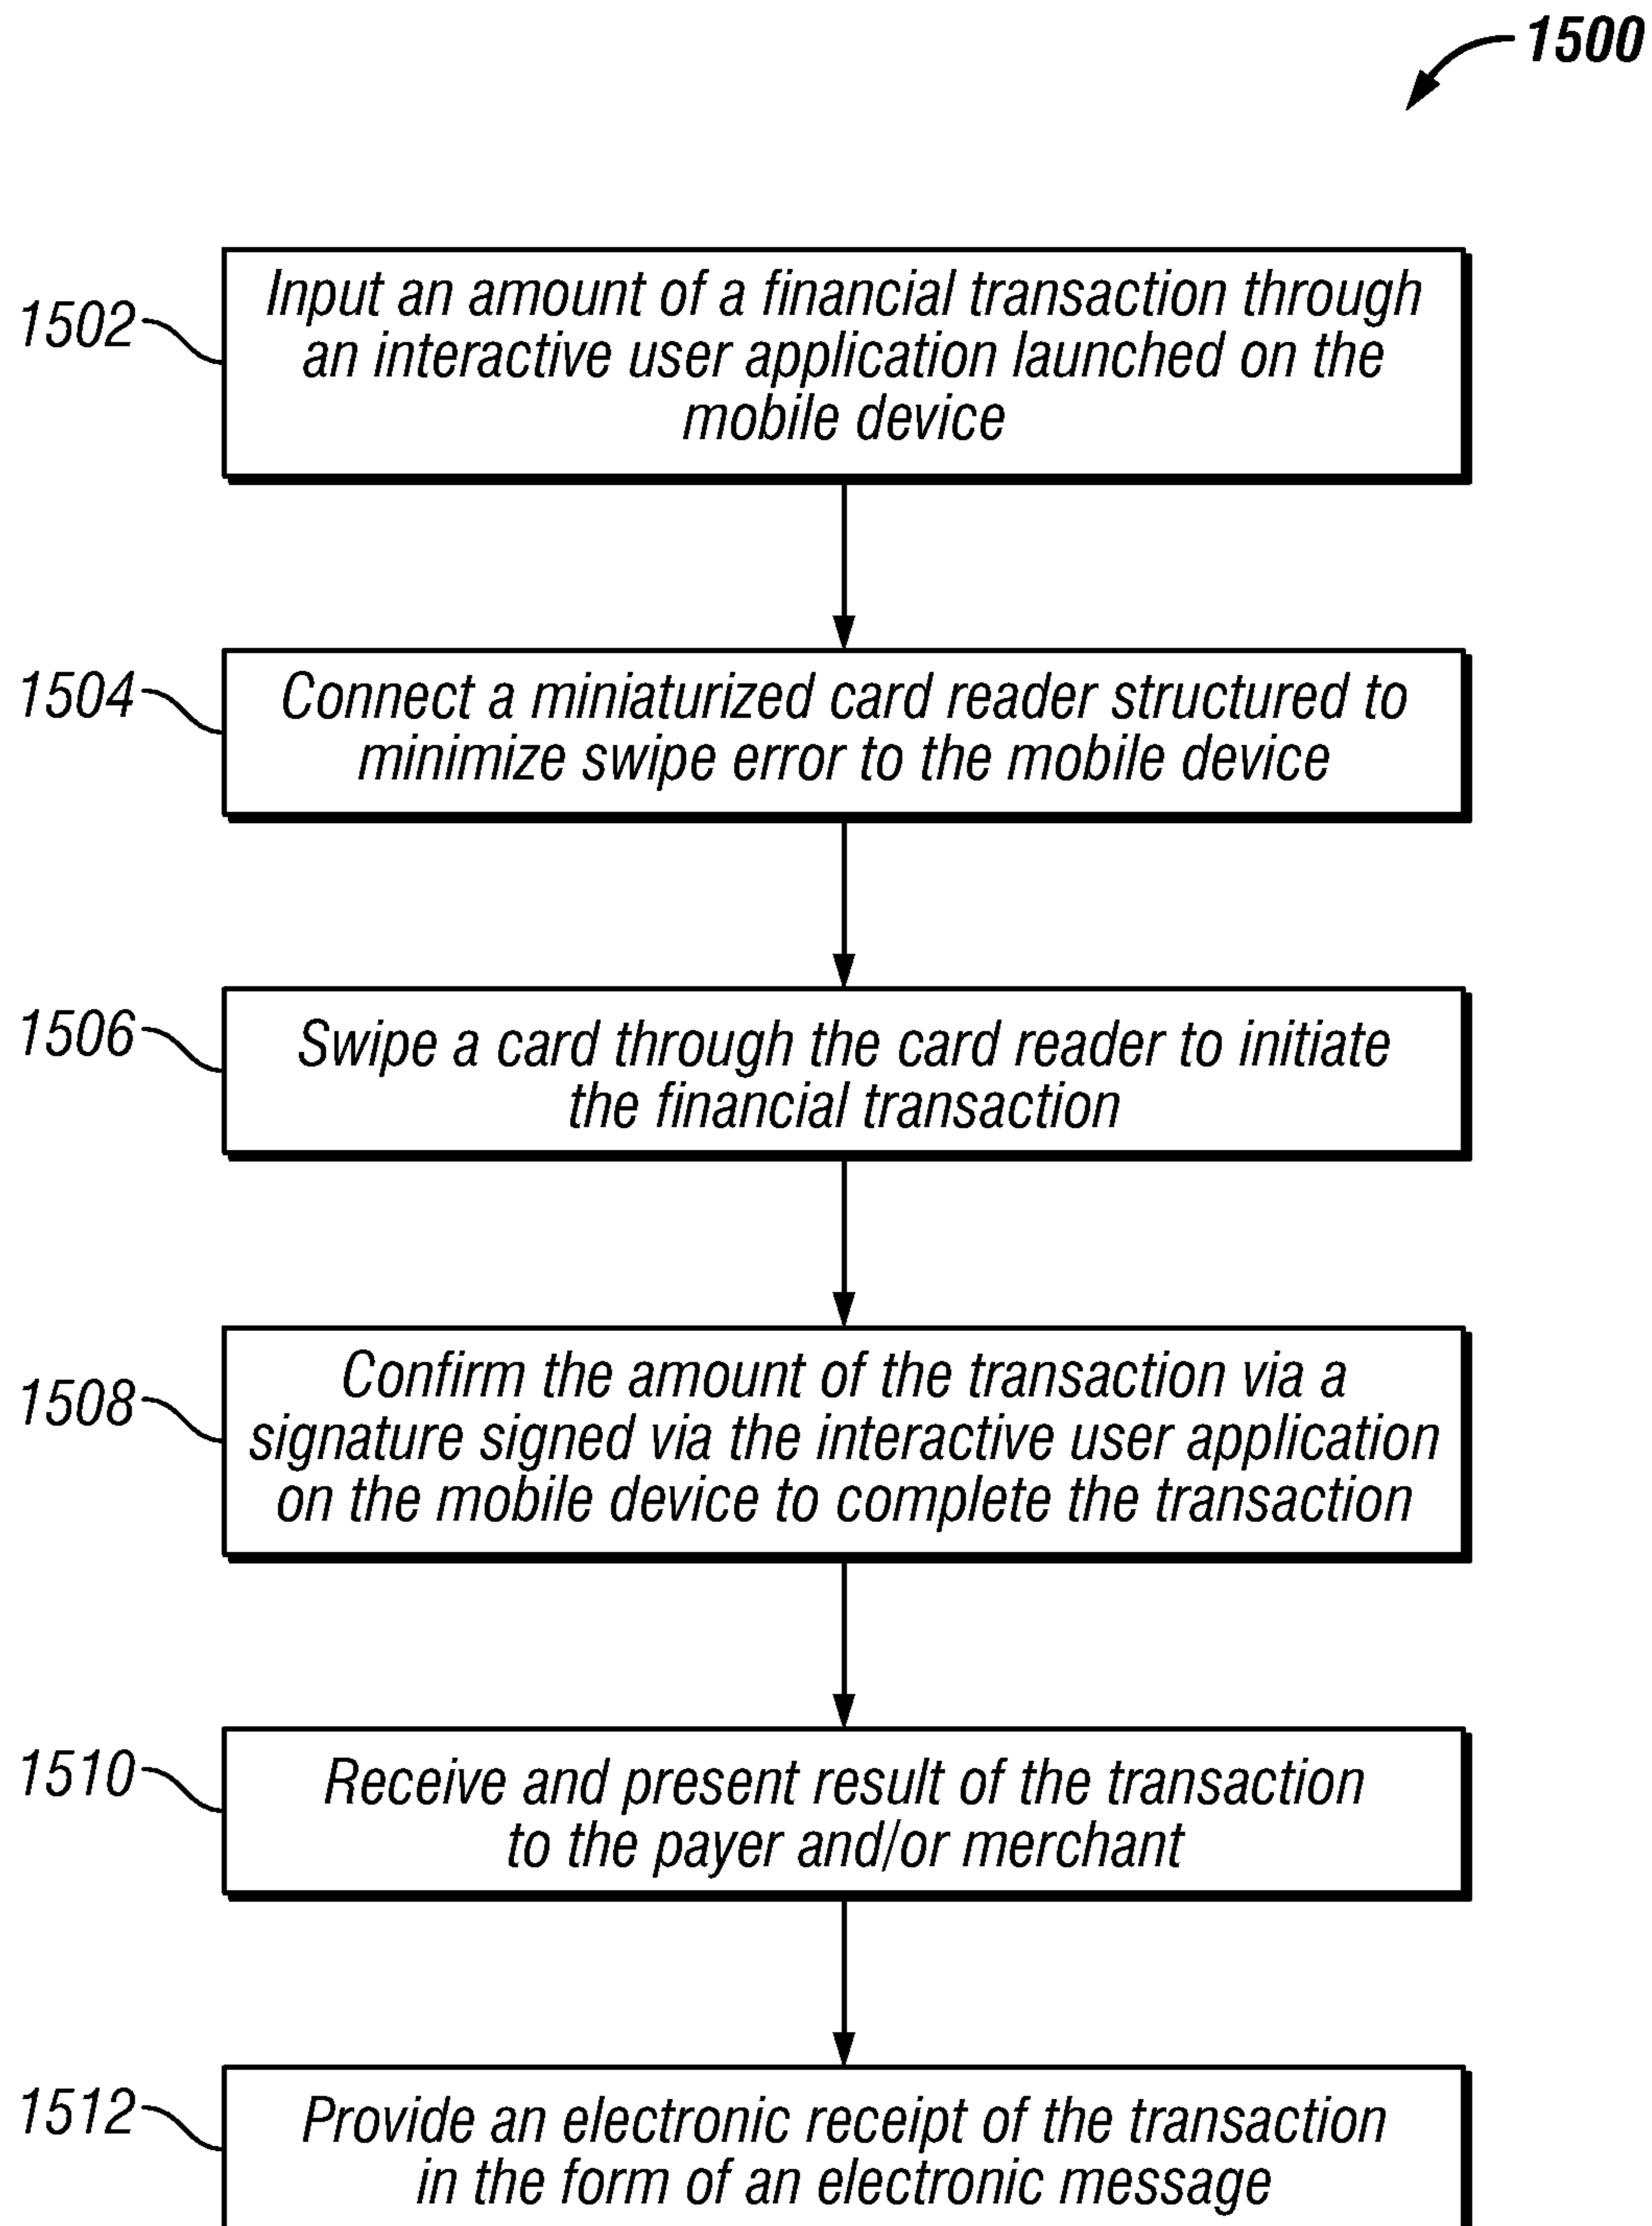 1500
1502
Input an amount of a financial transaction through
an interactive user application launched on the
mobile device
1504
Connect a miniaturized card reader structured to
minimize swipe error to the mobile device
1506
Swipe a card through the card reader to initiate
the financial transaction
1508
Confirm the amount of the transaction via a
signature signed via the interactive user application
on the mobile device to complete the transaction
1510
Receive and present result of the transaction
to the payer and/or merchant
1512
Provide an electronic receipt of the transaction
in the form of an electronic message